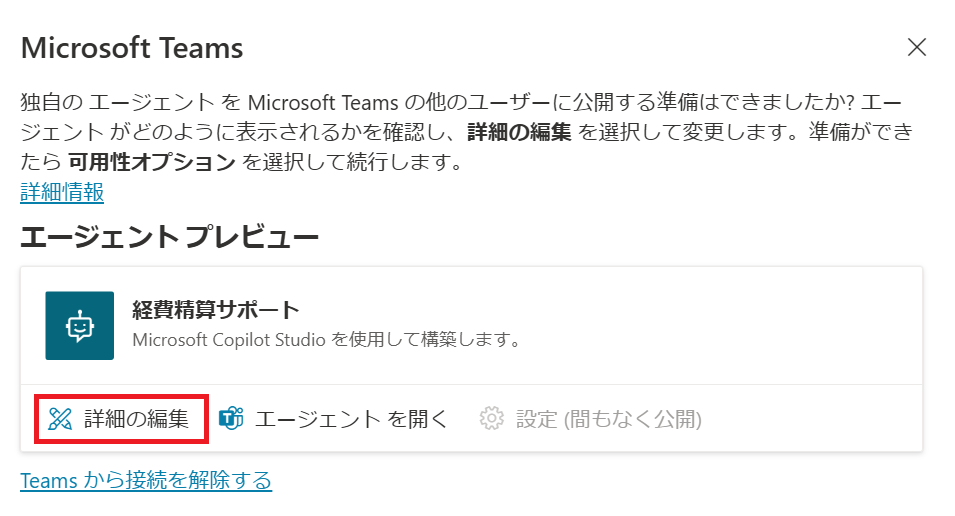 Microsoft Teams
独自の エージェント を Microsoft Teams の他のユーザーに公開する準備はできましたか? エー
ジェント がどのように表示されるかを確認し、詳細の編集 を選択して変更します。準備ができ
たら 可用性オプション を選択して続行します。
詳細情報
エージェント プレビュー
経費精算サポート
Microsoft Copilot Studio を使用して構築します。
詳細の編集 エージェント を開く 設定 (間もなく公開)
Teams から接続を解除する